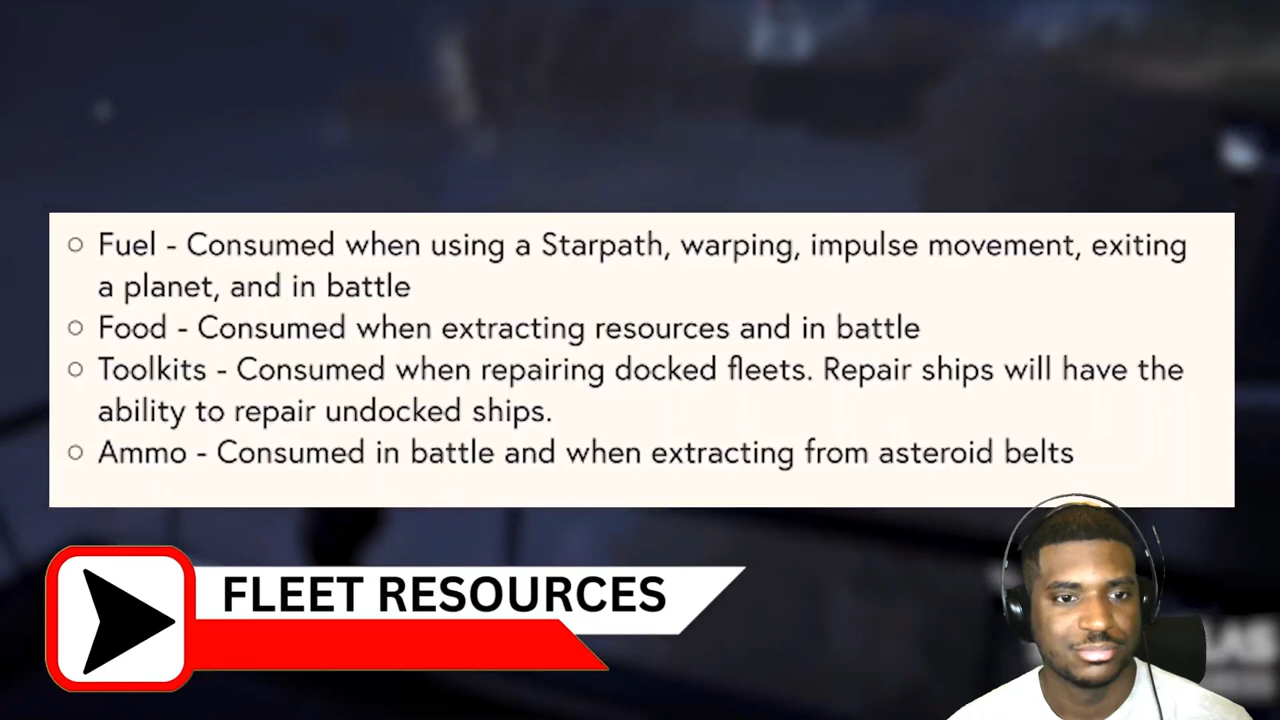 ○ Fuel - Consumed when using a Starpath, warping, impulse movement, exiting
a planet, and in battle
○ Food - Consumed when extracting resources and in battle
○ Toolkits - Consumed when repairing docked fleets. Repair ships will have the
ability to repair undocked ships.
○ Ammo - Consumed in battle and when extracting from asteroid belts
FLEET RESOURCES